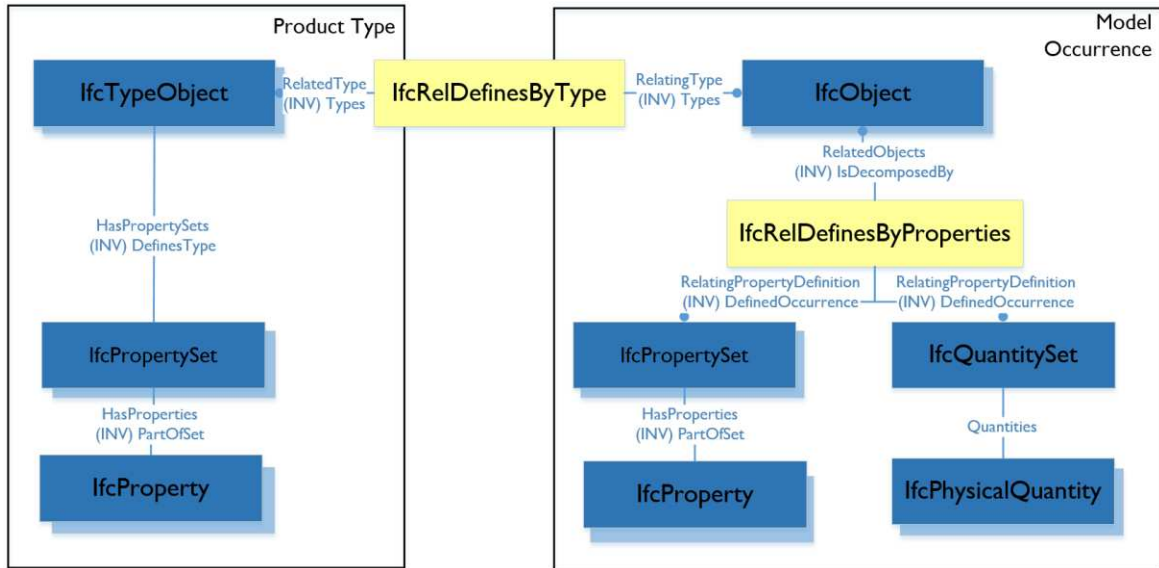 Product Type
Model
Occurrence
IfcTypeObject
RelatedType
(INV) Types
IfcRelDefinesByType
RelatingType
(INV) Types
IfcObject
RelatedObjects
(INV) IsDecomposedBy
IfcRelDefinesByProperties
HasPropertySets
(INV) DefinesType
RelatingPropertyDefinition
(INV) DefinedOccurrence
RelatingPropertyDefinition
(INV) DefinedOccurrence
IfcPropertySet
IfcPropertySet
IfcQuantitySet
HasProperties
(INV) PartOfSet
HasProperties
(INV) PartOfSet
Quantities
IfcProperty
IfcProperty
IfcPhysicalQuantity